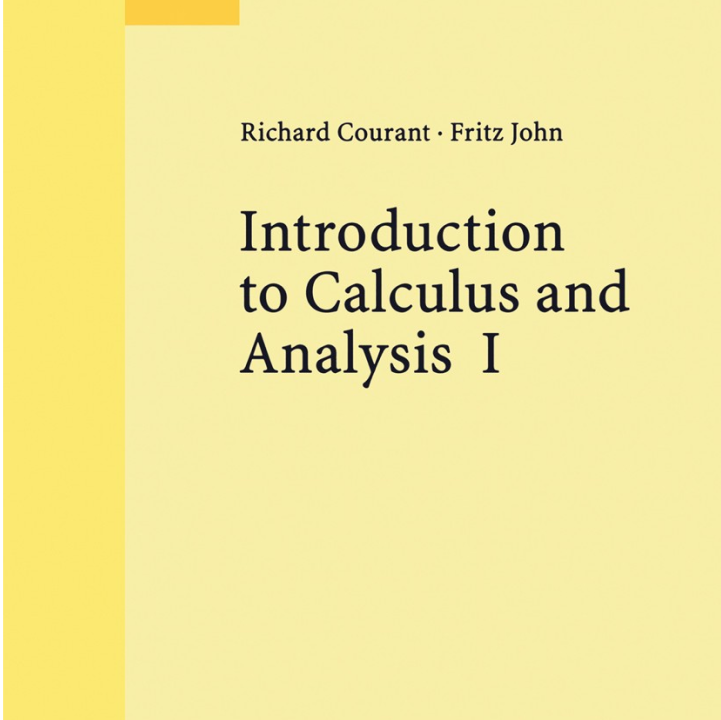 Richard Courant · Fritz John
Introduction
to Calculus and
Analysis I